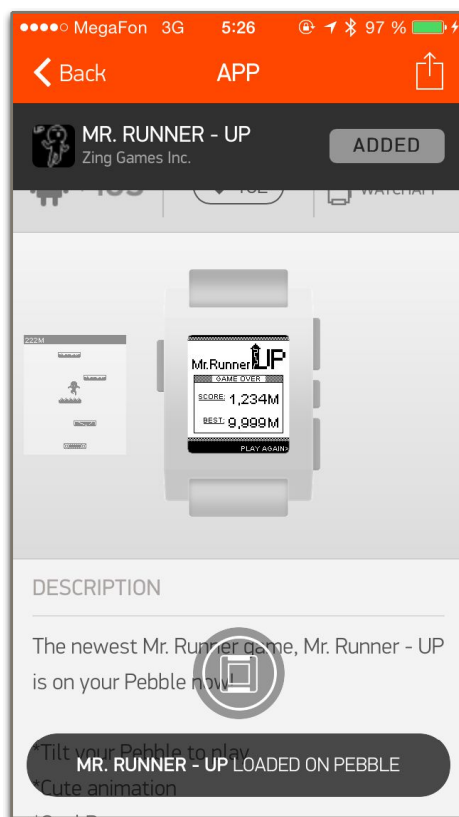 MegaFon 3G 5:26 97 %
Back APP
MR. RUNNER - UP
Zing Games Inc.
ADDED
iOS WATCHAPP
222M
Mr.Runner UP
GAME OVER
SCORE: 1,234M
BEST: 9,999M
PLAY AGAIN>
DESCRIPTION
The newest Mr. Runner game, Mr. Runner - UP
is on your Pebble now!
*Tilt your Pebble to play
MR. RUNNER - UP LOADED ON PEBBLE
*Cute animation